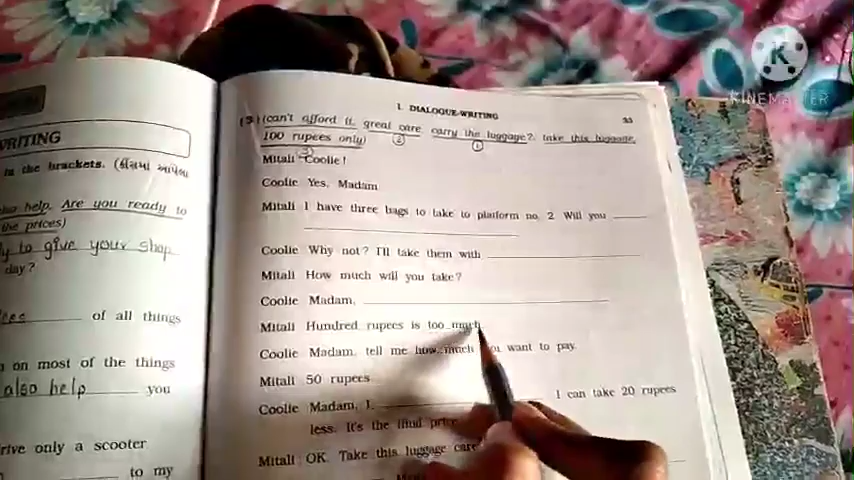 WRITING
in the brackets.
also help, Are you ready to
the prices)
ly to give your shop
day?
of all things
on most of the things
also help you
rive only a scooter
to my
1. DIALOGUE-WRITING
(3) (can't afford it, great care, carry the luggage?, take this luggage,
100 rupees only)
Mitali Coolie !
Coolie Yes, Madam
Mitali I have three bags to take to platform no. 2 Will you
Coolie Why not? I'll take them with
Mitali How much will you take?
Coolie Madam,
Mitali Hundred rupees is too much
Coolie Madam, tell me how much you want to pay.
Mitali 50 rupees
Coolie Madam, I I can take 20 rupees
less. It's the final price
Mitali OK. Take this luggage
K
KINEMASTER